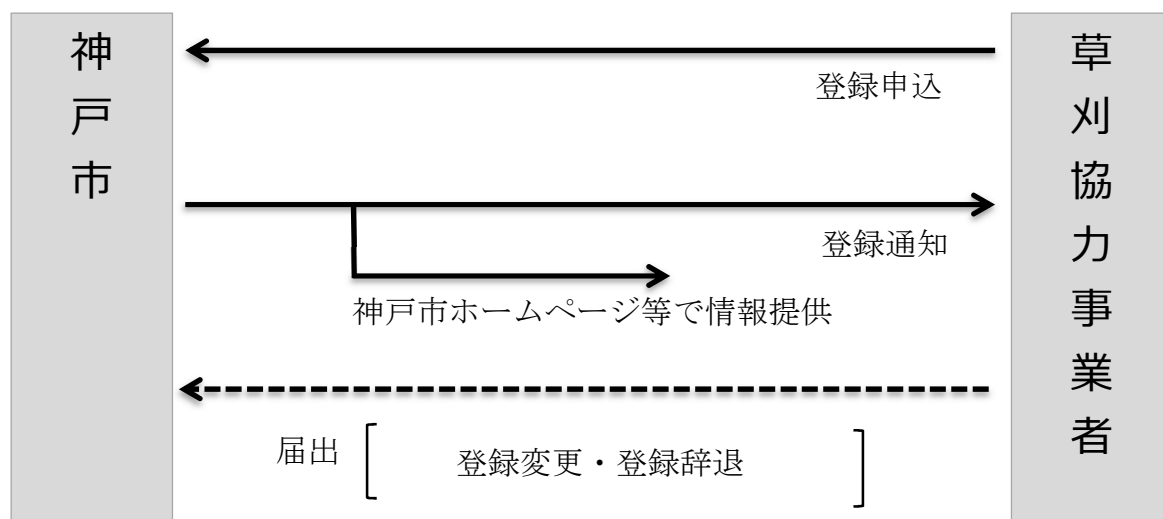 神戸市
草刈協力事業者
登録申込
登録通知
神戸市ホームページ等で情報提供
届出 [ 登録変更・登録辞退 ]